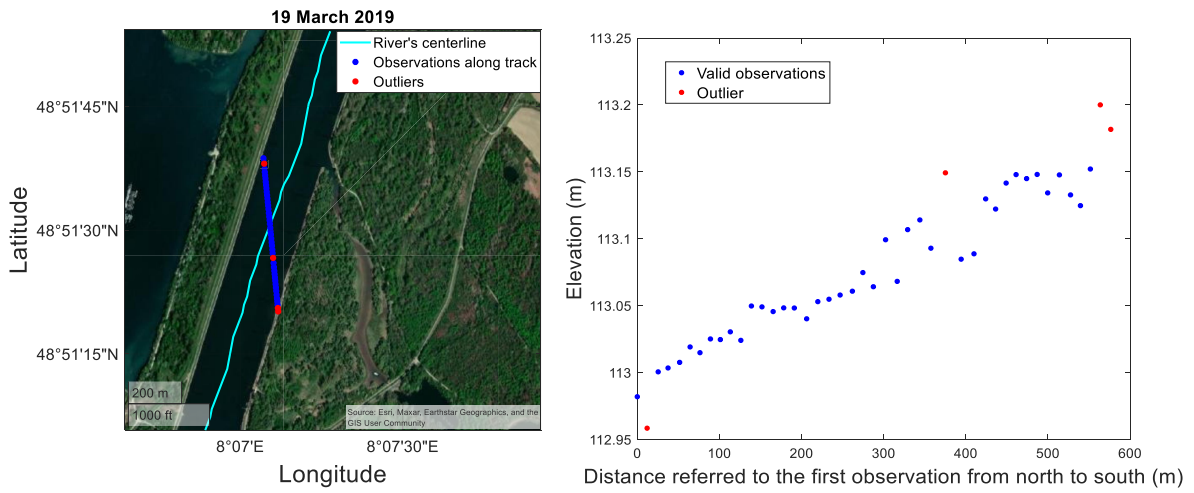 19 March 2019
River's centerline
Observations along track
Outliers
48°51'45"N
48°51'30"N
48°51'15"N
Latitude
200 m
1000 ft
Source: Esri, Maxar, Earthstar Geographics, and the
GIS User Community
8°07'E
8°07'30"E
Longitude
113.25
113.2
113.15
113.1
113.05
113
112.95
Elevation (m)
Valid observations
Outlier
0
100
200
300
400
500
600
Distance referred to the first observation from north to south (m)